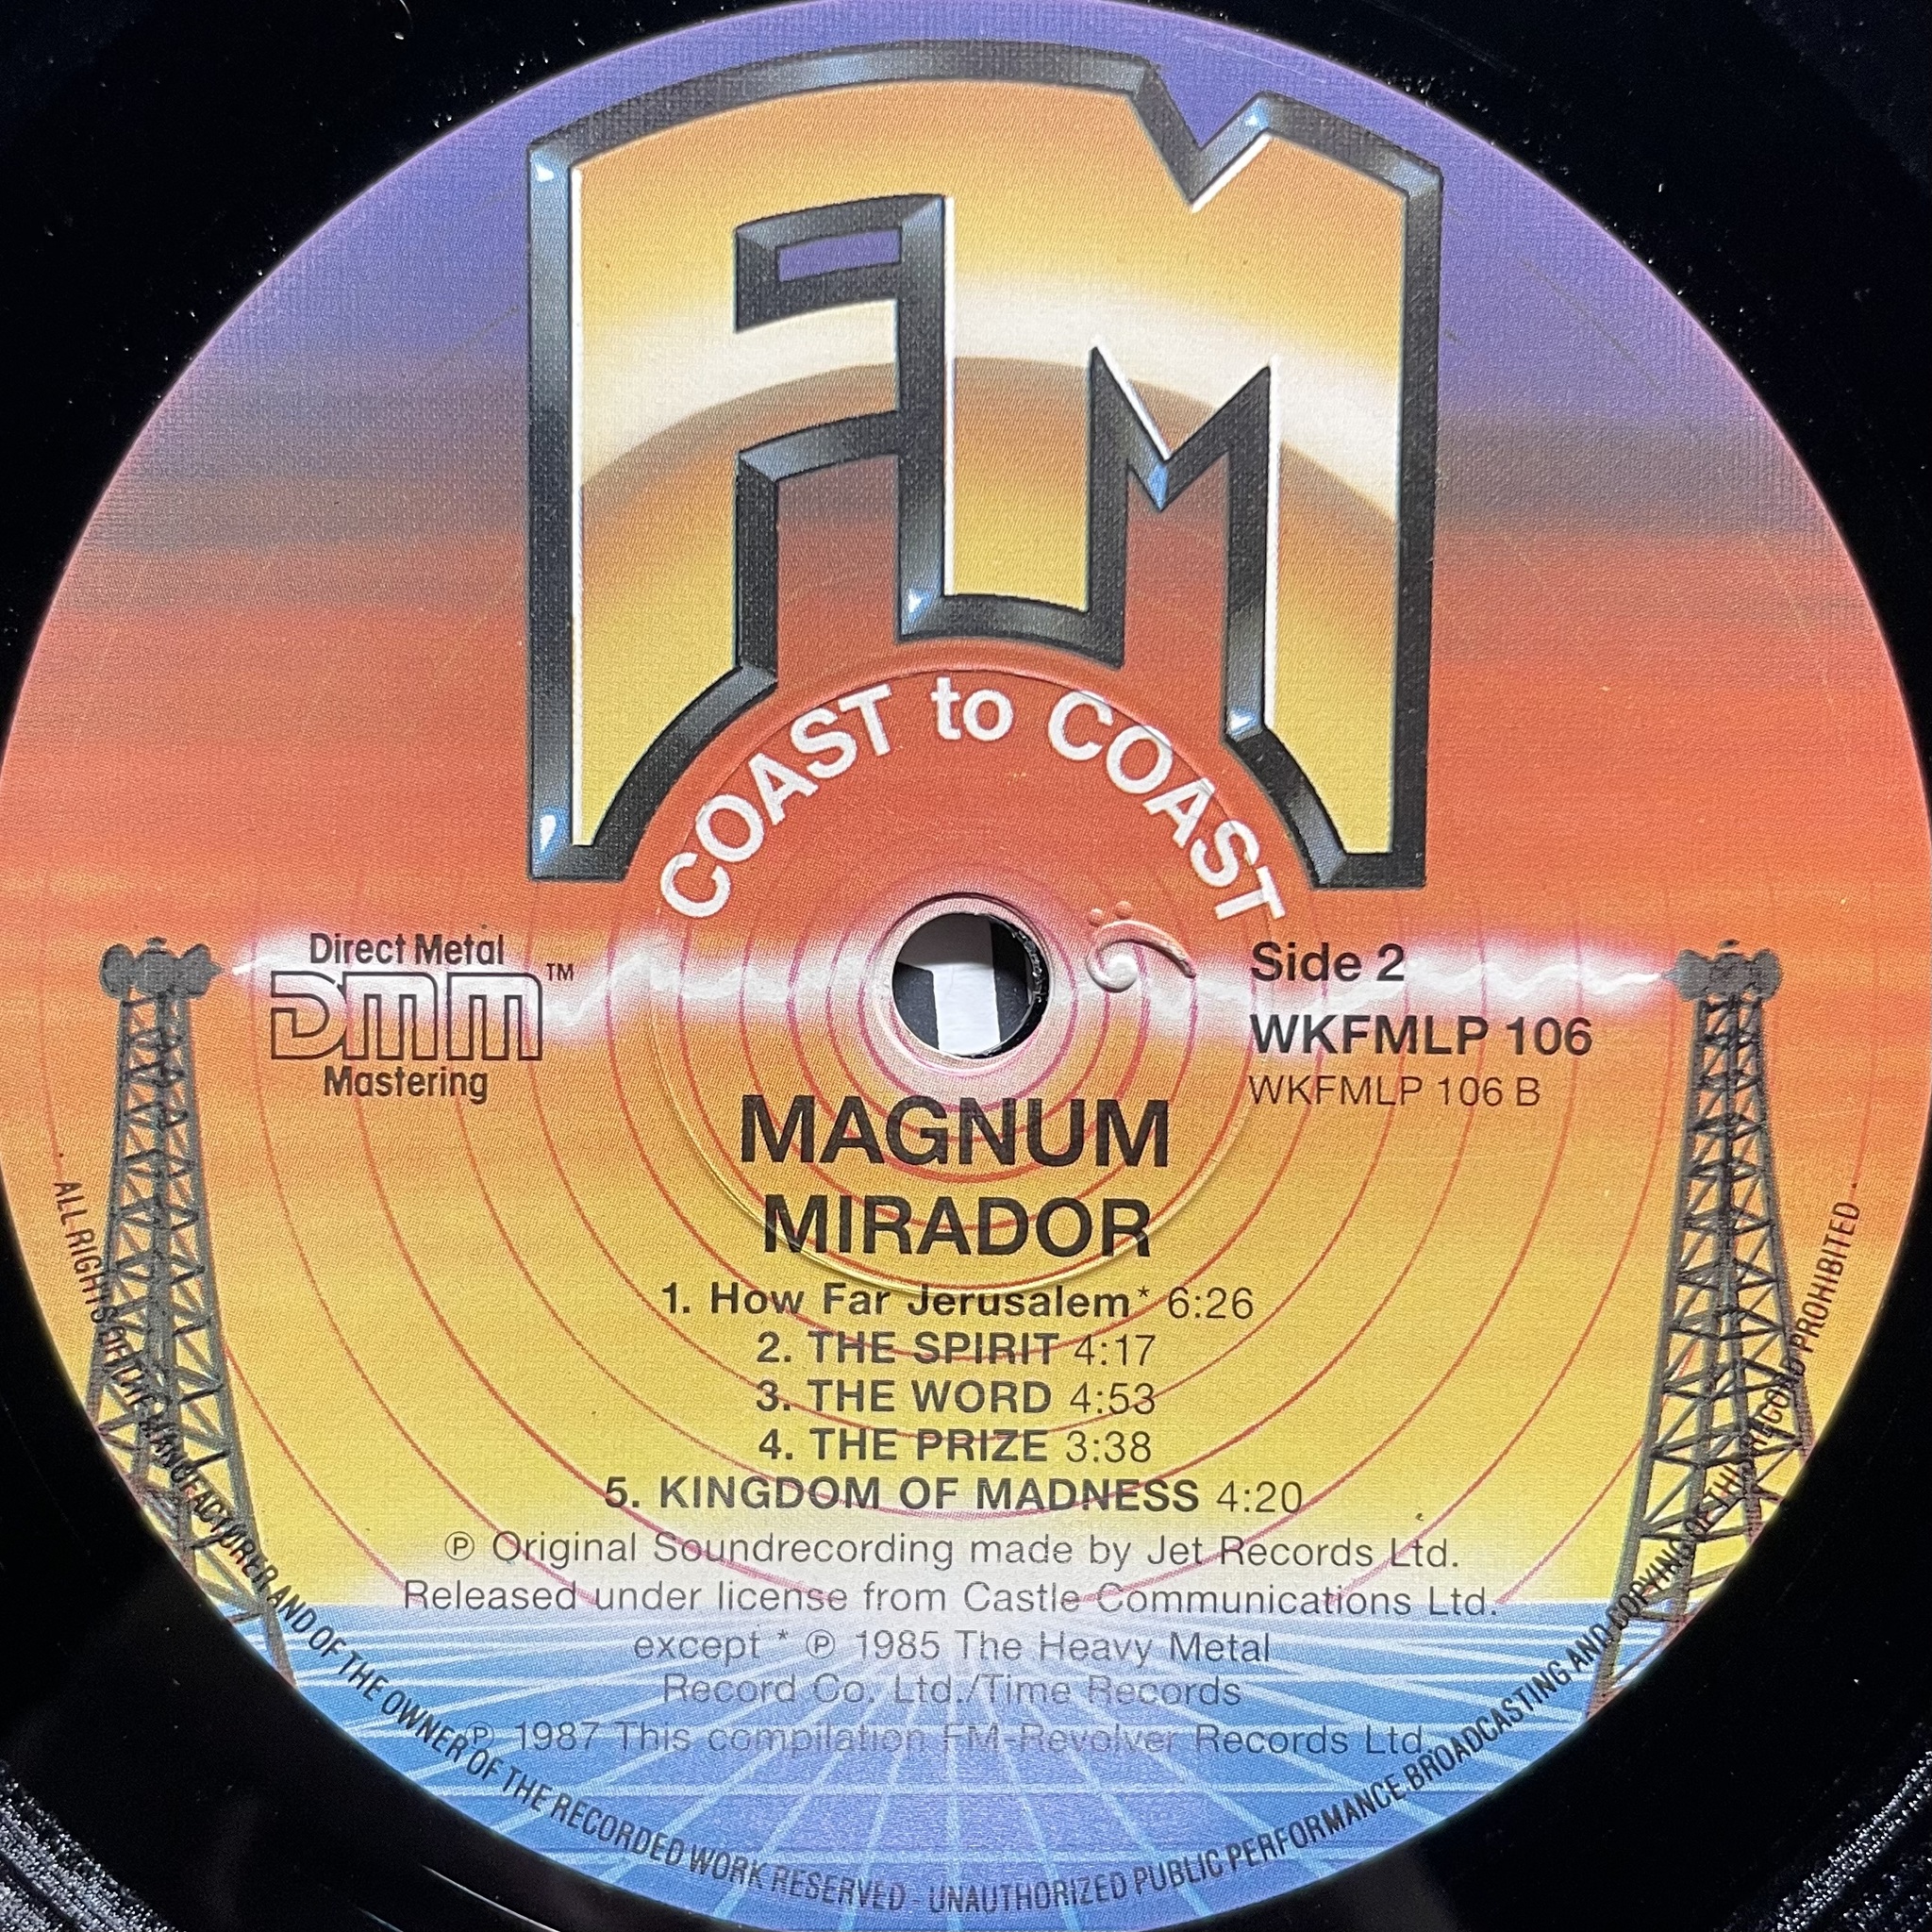 FM
COAST to COAST
Direct Metal
DMM™
Mastering
Side 2
WKFMLP 106
WKFMLP 106 B
MAGNUM
MIRADOR
1. How Far Jerusalem* 6:26
2. THE SPIRIT 4:17
3. THE WORD 4:53
4. THE PRIZE 3:38
5. KINGDOM OF MADNESS 4:20
Ⓟ Original Soundrecording made by Jet Records Ltd.
Released under license from Castle Communications Ltd.
except * Ⓟ 1985 The Heavy Metal
Record Co. Ltd./Time Records
Ⓟ 1987 This compilation FM-Revolver Records Ltd.
· ALL RIGHTS OF THE MANUFACTURER AND OF THE OWNER OF THE RECORDED WORK RESERVED - UNAUTHORIZED PUBLIC PERFORMANCE BROADCASTING AND COPYING OF THIS RECORD PROHIBITED ·